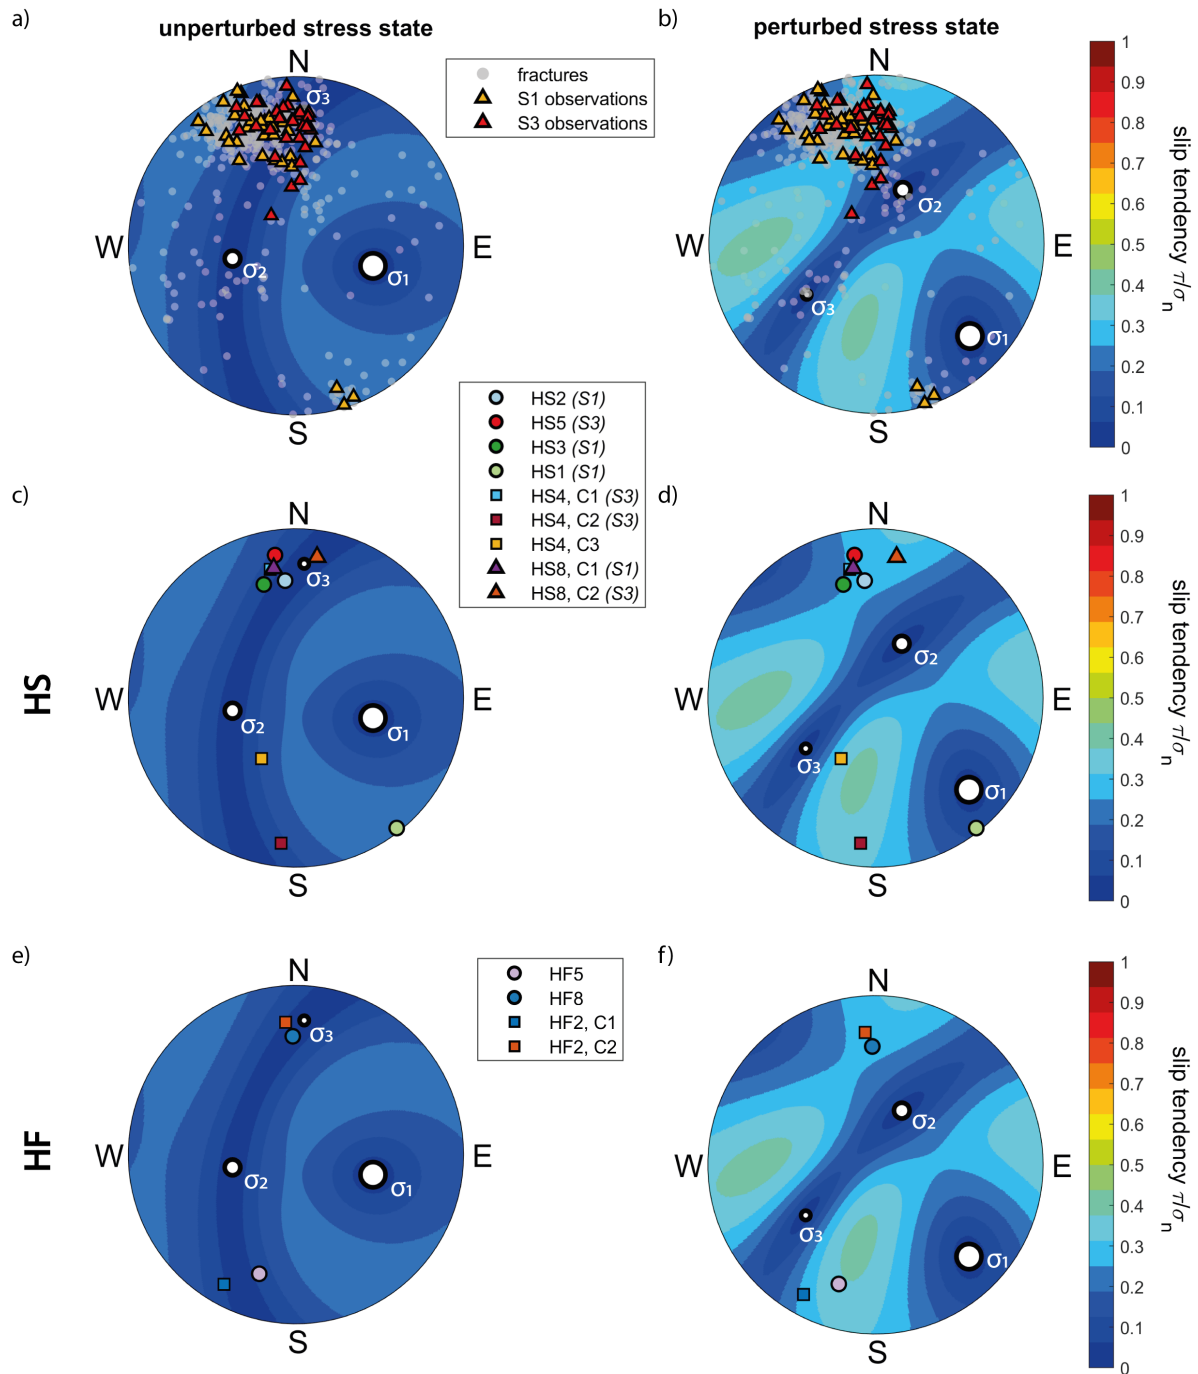 a)
unperturbed stress state
N
σ3
W
E
σ2
σ1
S
fractures
S1 observations
S3 observations
b)
perturbed stress state
N
W
E
σ2
σ3
σ1
S
1
0.9
0.8
0.7
0.6
0.5
0.4
0.3
0.2
0.1
0
slip tendency τ/σn
HS2 (S1)
HS5 (S3)
HS3 (S1)
HS1 (S1)
HS4, C1 (S3)
HS4, C2 (S3)
HS4, C3
HS8, C1 (S1)
HS8, C2 (S3)
HS
c)
N
σ3
W
E
σ2
σ1
S
d)
N
W
E
σ2
σ3
σ1
S
1
0.9
0.8
0.7
0.6
0.5
0.4
0.3
0.2
0.1
0
slip tendency τ/σn
HF
e)
N
σ3
W
E
σ2
σ1
S
HF5
HF8
HF2, C1
HF2, C2
f)
N
W
E
σ2
σ3
σ1
S
1
0.9
0.8
0.7
0.6
0.5
0.4
0.3
0.2
0.1
0
slip tendency τ/σn